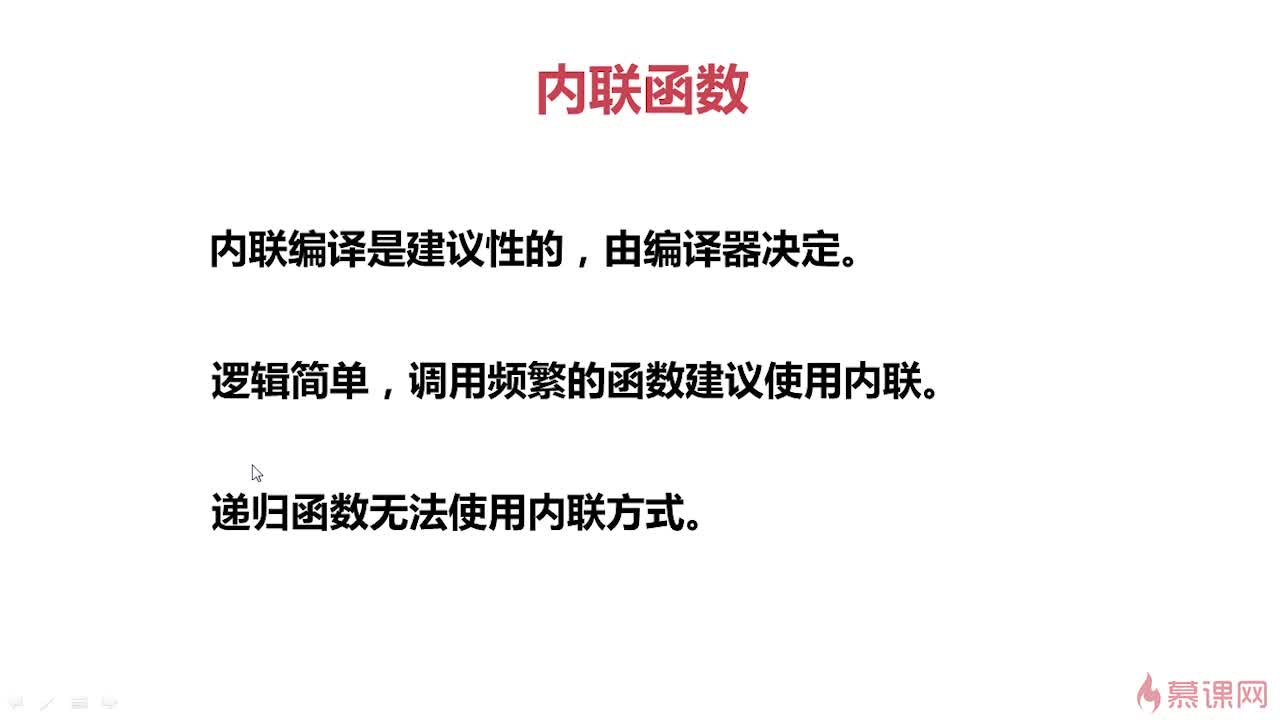 内联函数
内联编译是建议性的，由编译器决定。
逻辑简单，调用频繁的函数建议使用内联。
递归函数无法使用内联方式。
慕课网